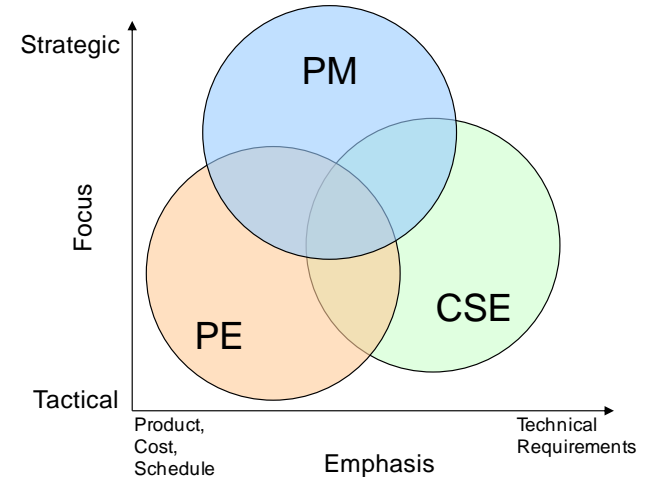 Strategic
PM
Focus
CSE
PE
Tactical
Product,
Cost,
Schedule
Technical
Requirements
Emphasis